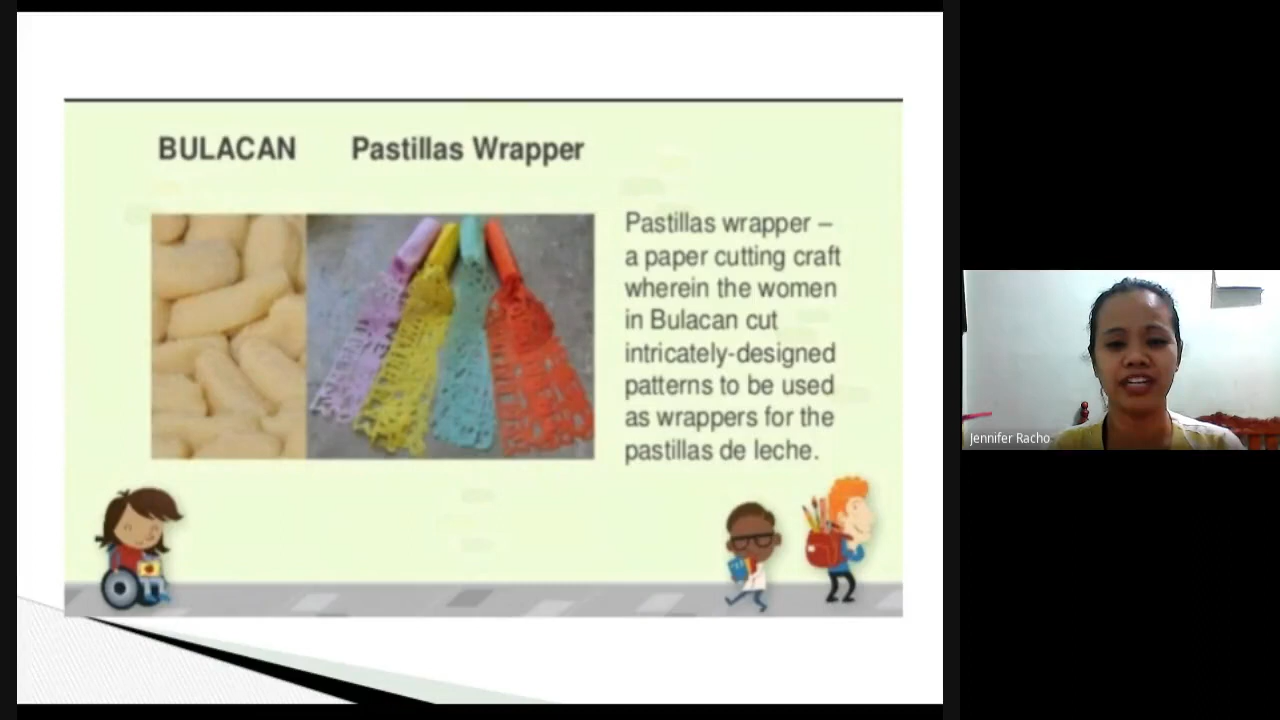 BULACAN Pastillas Wrapper
Pastillas wrapper –
a paper cutting craft
wherein the women
in Bulacan cut
intricately-designed
patterns to be used
as wrappers for the
pastillas de leche.
Jennifer Racho